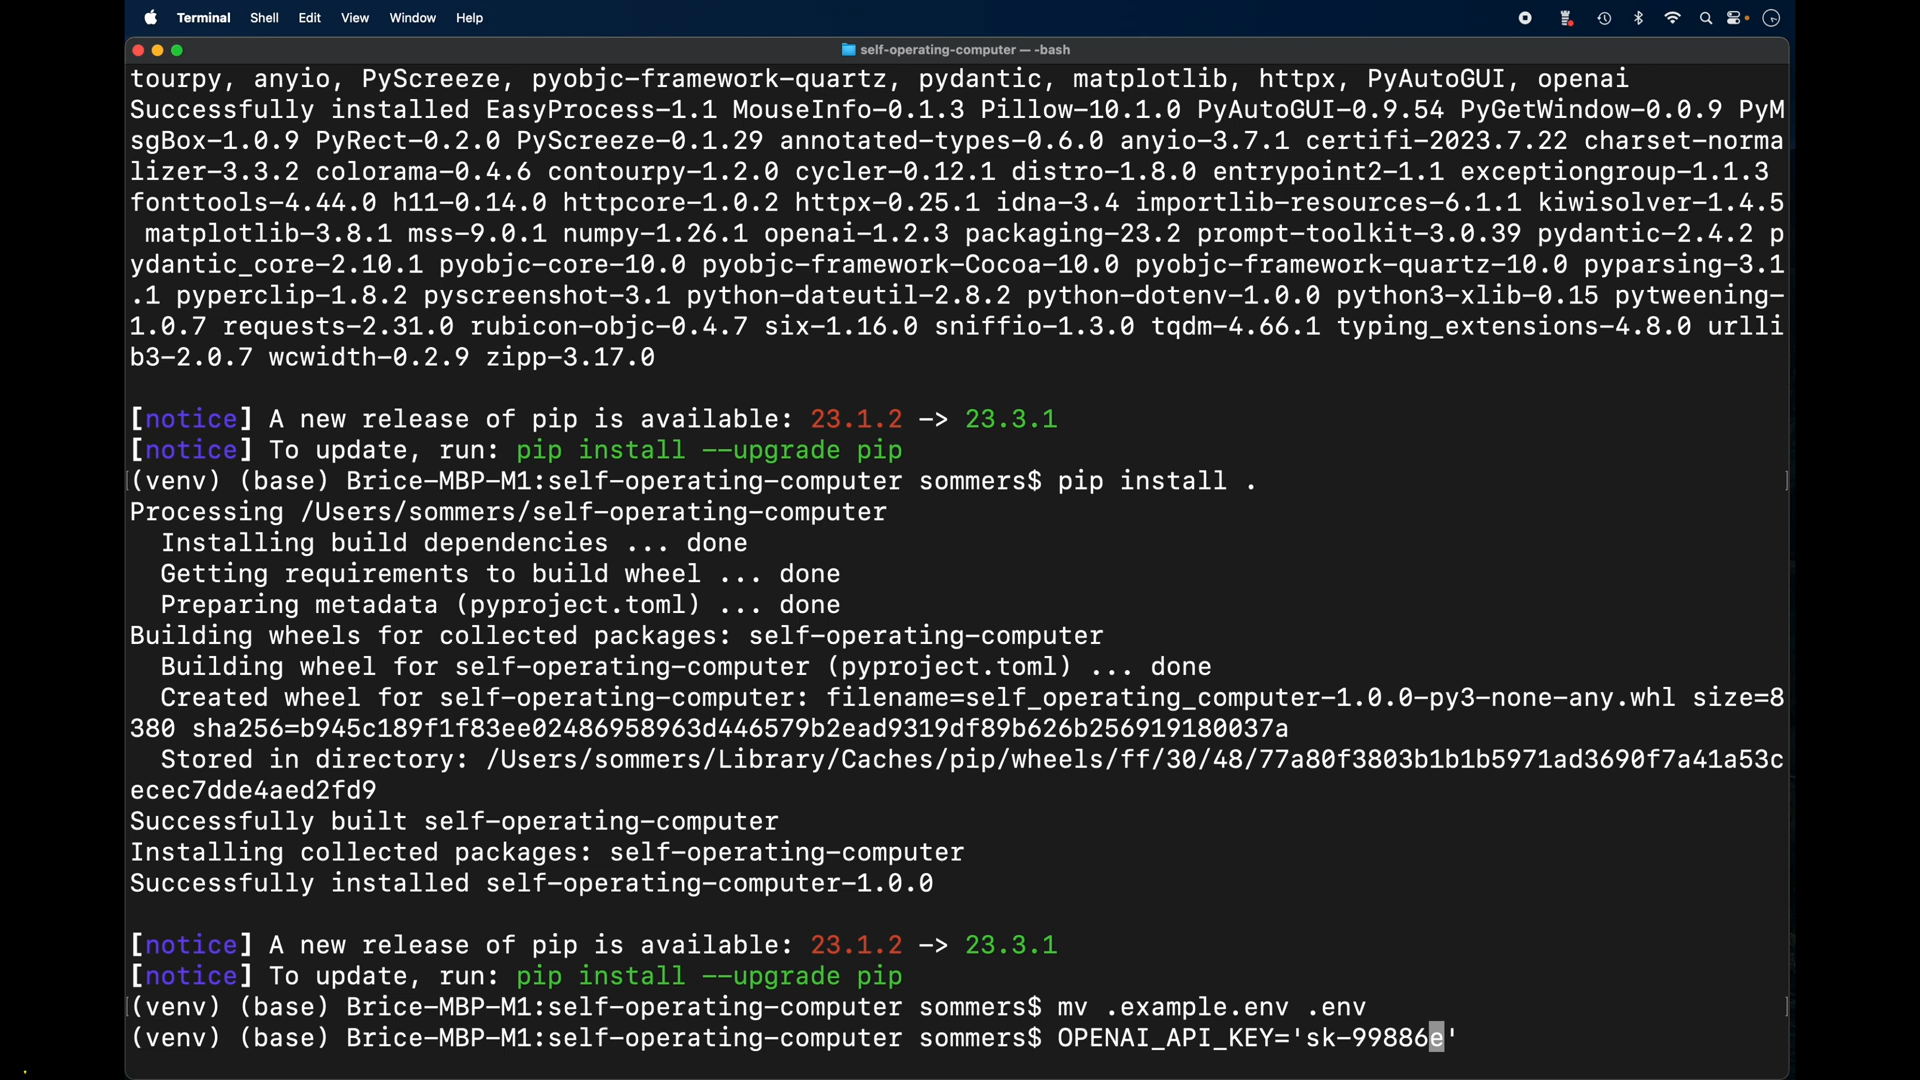 Terminal Shell Edit View Window Help
self-operating-computer — -bash
tourpy, anyio, PyScreeze, pyobjc-framework-quartz, pydantic, matplotlib, httpx, PyAutoGUI, openai
Successfully installed EasyProcess-1.1 MouseInfo-0.1.3 Pillow-10.1.0 PyAutoGUI-0.9.54 PyGetWindow-0.0.9 PyM
sgBox-1.0.9 PyRect-0.2.0 PyScreeze-0.1.29 annotated-types-0.6.0 anyio-3.7.1 certifi-2023.7.22 charset-norma
lizer-3.3.2 colorama-0.4.6 contourpy-1.2.0 cycler-0.12.1 distro-1.8.0 entrypoint2-1.1 exceptiongroup-1.1.3
fonttools-4.44.0 h11-0.14.0 httpcore-1.0.2 httpx-0.25.1 idna-3.4 importlib-resources-6.1.1 kiwisolver-1.4.5
matplotlib-3.8.1 mss-9.0.1 numpy-1.26.1 openai-1.2.3 packaging-23.2 prompt-toolkit-3.0.39 pydantic-2.4.2 p
ydantic_core-2.10.1 pyobjc-core-10.0 pyobjc-framework-Cocoa-10.0 pyobjc-framework-quartz-10.0 pyparsing-3.1
.1 pyperclip-1.8.2 pyscreenshot-3.1 python-dateutil-2.8.2 python-dotenv-1.0.0 python3-xlib-0.15 pytweening-
1.0.7 requests-2.31.0 rubicon-objc-0.4.7 six-1.16.0 sniffio-1.3.0 tqdm-4.66.1 typing_extensions-4.8.0 urlli
b3-2.0.7 wcwidth-0.2.9 zipp-3.17.0
[notice] A new release of pip is available: 23.1.2 -> 23.3.1
[notice] To update, run: pip install --upgrade pip
(venv) (base) Brice-MBP-M1:self-operating-computer sommers$ pip install .
Processing /Users/sommers/self-operating-computer
Installing build dependencies ... done
Getting requirements to build wheel ... done
Preparing metadata (pyproject.toml) ... done
Building wheels for collected packages: self-operating-computer
Building wheel for self-operating-computer (pyproject.toml) ... done
Created wheel for self-operating-computer: filename=self_operating_computer-1.0.0-py3-none-any.whl size=8
380 sha256=b945c189f1f83ee02486958963d446579b2ead9319df89b626b256919180037a
Stored in directory: /Users/sommers/Library/Caches/pip/wheels/ff/30/48/77a80f3803b1b1b5971ad3690f7a41a53c
ecec7dde4aed2fd9
Successfully built self-operating-computer
Installing collected packages: self-operating-computer
Successfully installed self-operating-computer-1.0.0
[notice] A new release of pip is available: 23.1.2 -> 23.3.1
[notice] To update, run: pip install --upgrade pip
(venv) (base) Brice-MBP-M1:self-operating-computer sommers$ mv .example.env .env
(venv) (base) Brice-MBP-M1:self-operating-computer sommers$ OPENAI_API_KEY='sk-99886e'